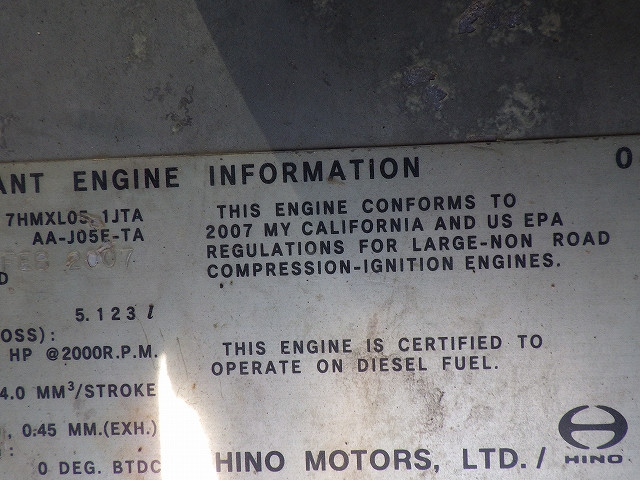 ANT ENGINE INFORMATION 0
7HMXL05.1JTA
AA-J05E-TA
FEB 2007
D
5.123 l
OSS):
HP @2000R.P.M.
4.0 MM³/STROKE
, 0:45 MM.(EXH.)
:
0 DEG. BTDC
THIS ENGINE CONFORMS TO
2007 MY CALIFORNIA AND US EPA
REGULATIONS FOR LARGE-NON ROAD
COMPRESSION-IGNITION ENGINES.
THIS ENGINE IS CERTIFIED TO
OPERATE ON DIESEL FUEL.
HINO MOTORS, LTD./
HINO